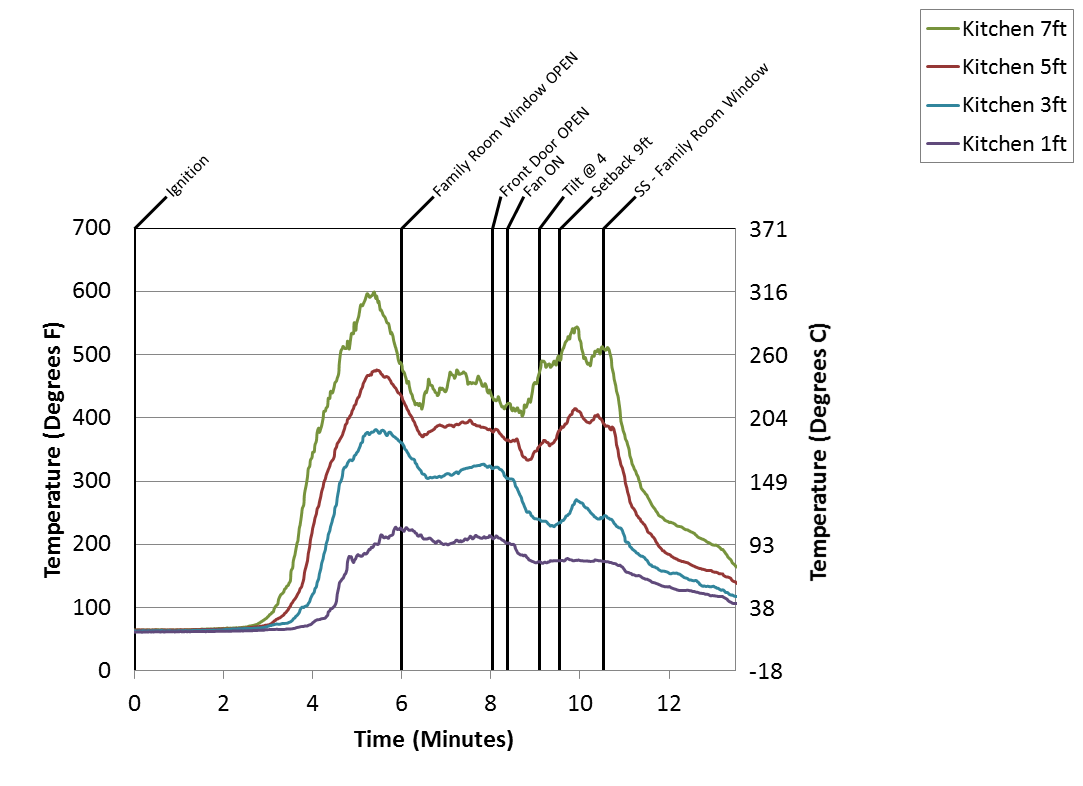 Kitchen 7ft
Kitchen 5ft
Kitchen 3ft
Kitchen 1ft
Ignition
Family Room Window OPEN
Front Door OPEN
Fan ON
Tilt @ 4
Setback 9ft
SS - Family Room Window
Temperature (Degrees F)
700
600
500
400
300
200
100
0
371
316
260
204
149
93
38
-18
Temperature (Degrees C)
0 2 4 6 8 10 12
Time (Minutes)